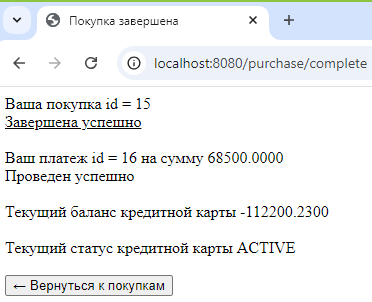 Покупка завершена
localhost:8080/purchase/complete
Ваша покупка id = 15
Завершена успешно
Ваш платеж id = 16 на сумму 68500.0000
Проведен успешно
Текущий баланс кредитной карты -112200.2300
Текущий статус кредитной карты ACTIVE
← Вернуться к покупкам